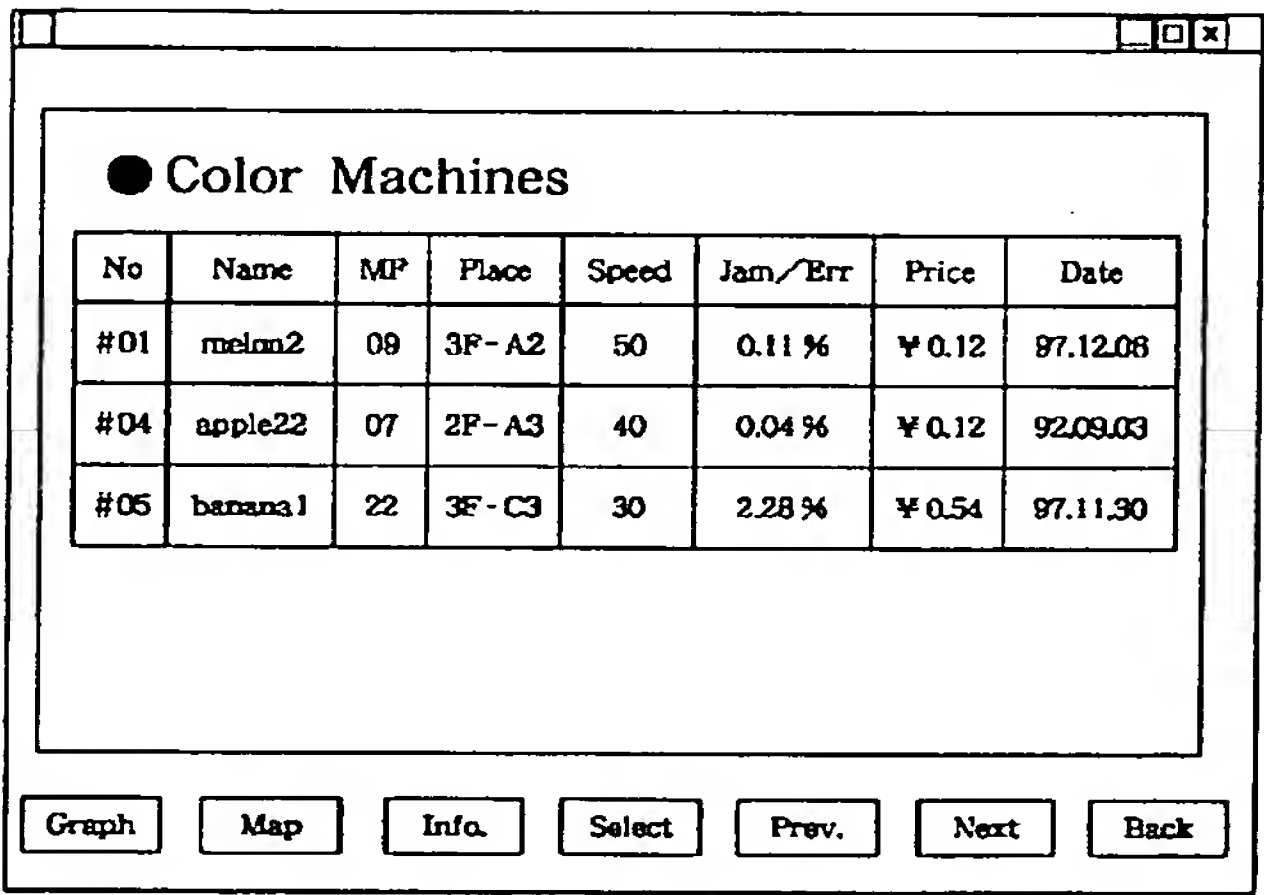 ● Color Machines
No Name MP Place Speed Jam/Err Price Date
#01 melon2 09 3F-A2 50 0.11% ¥0.12 97.12.08
#04 apple22 07 2F-A3 40 0.04% ¥0.12 92.09.03
#05 banana1 22 3F-C3 30 2.28% ¥0.54 97.11.30
Graph Map Info. Select Prev. Next Back